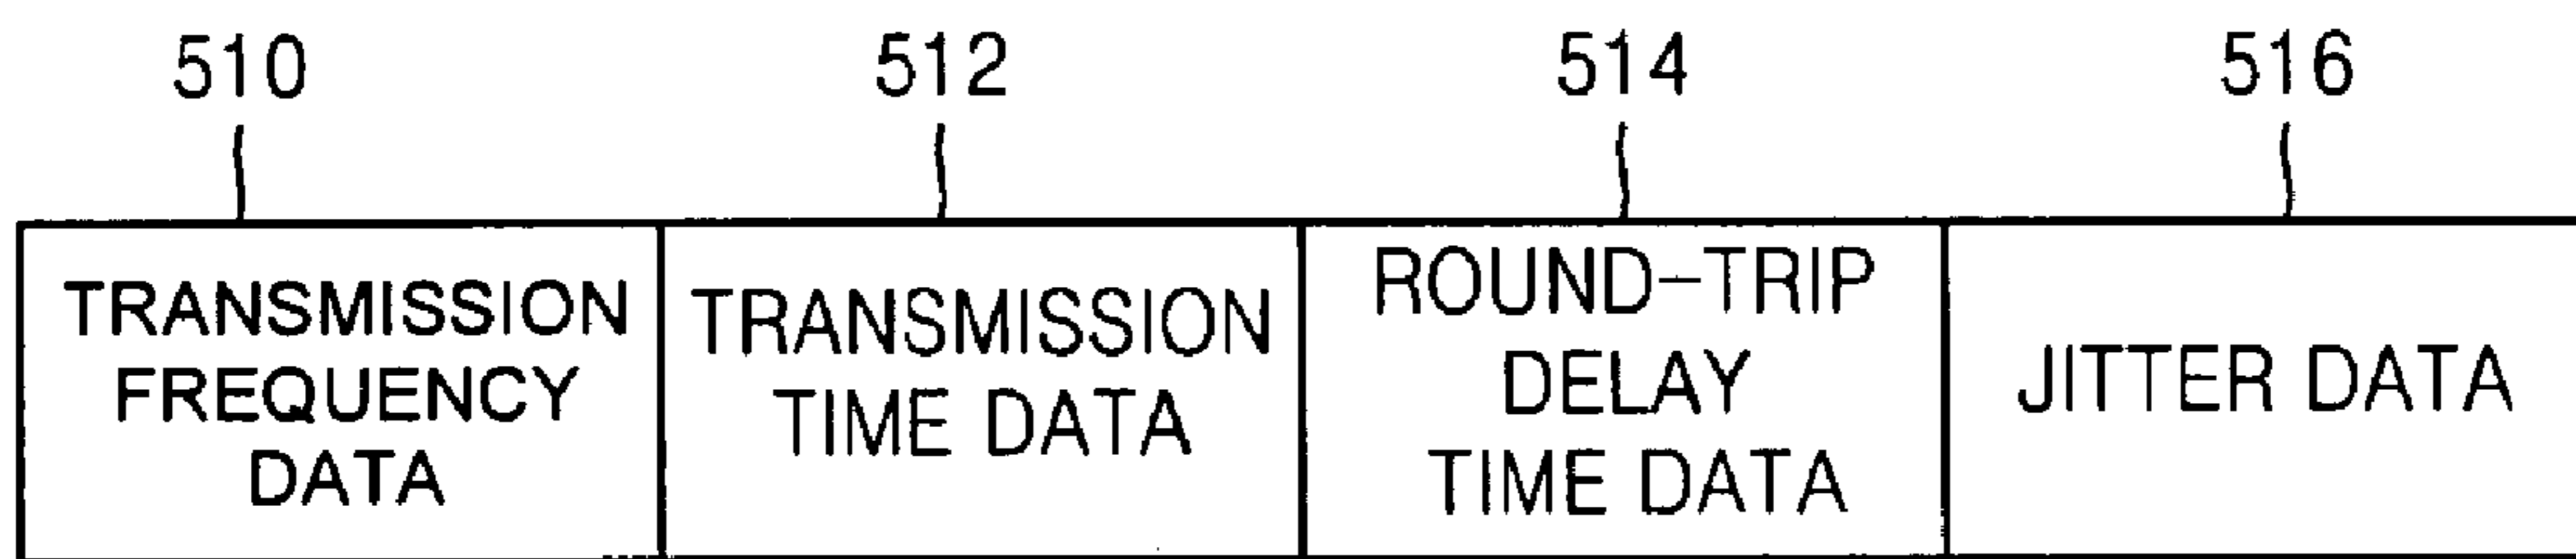 510
512
514
516
TRANSMISSION
FREQUENCY
DATA
TRANSMISSION
TIME DATA
ROUND-TRIP
DELAY
TIME DATA
JITTER DATA